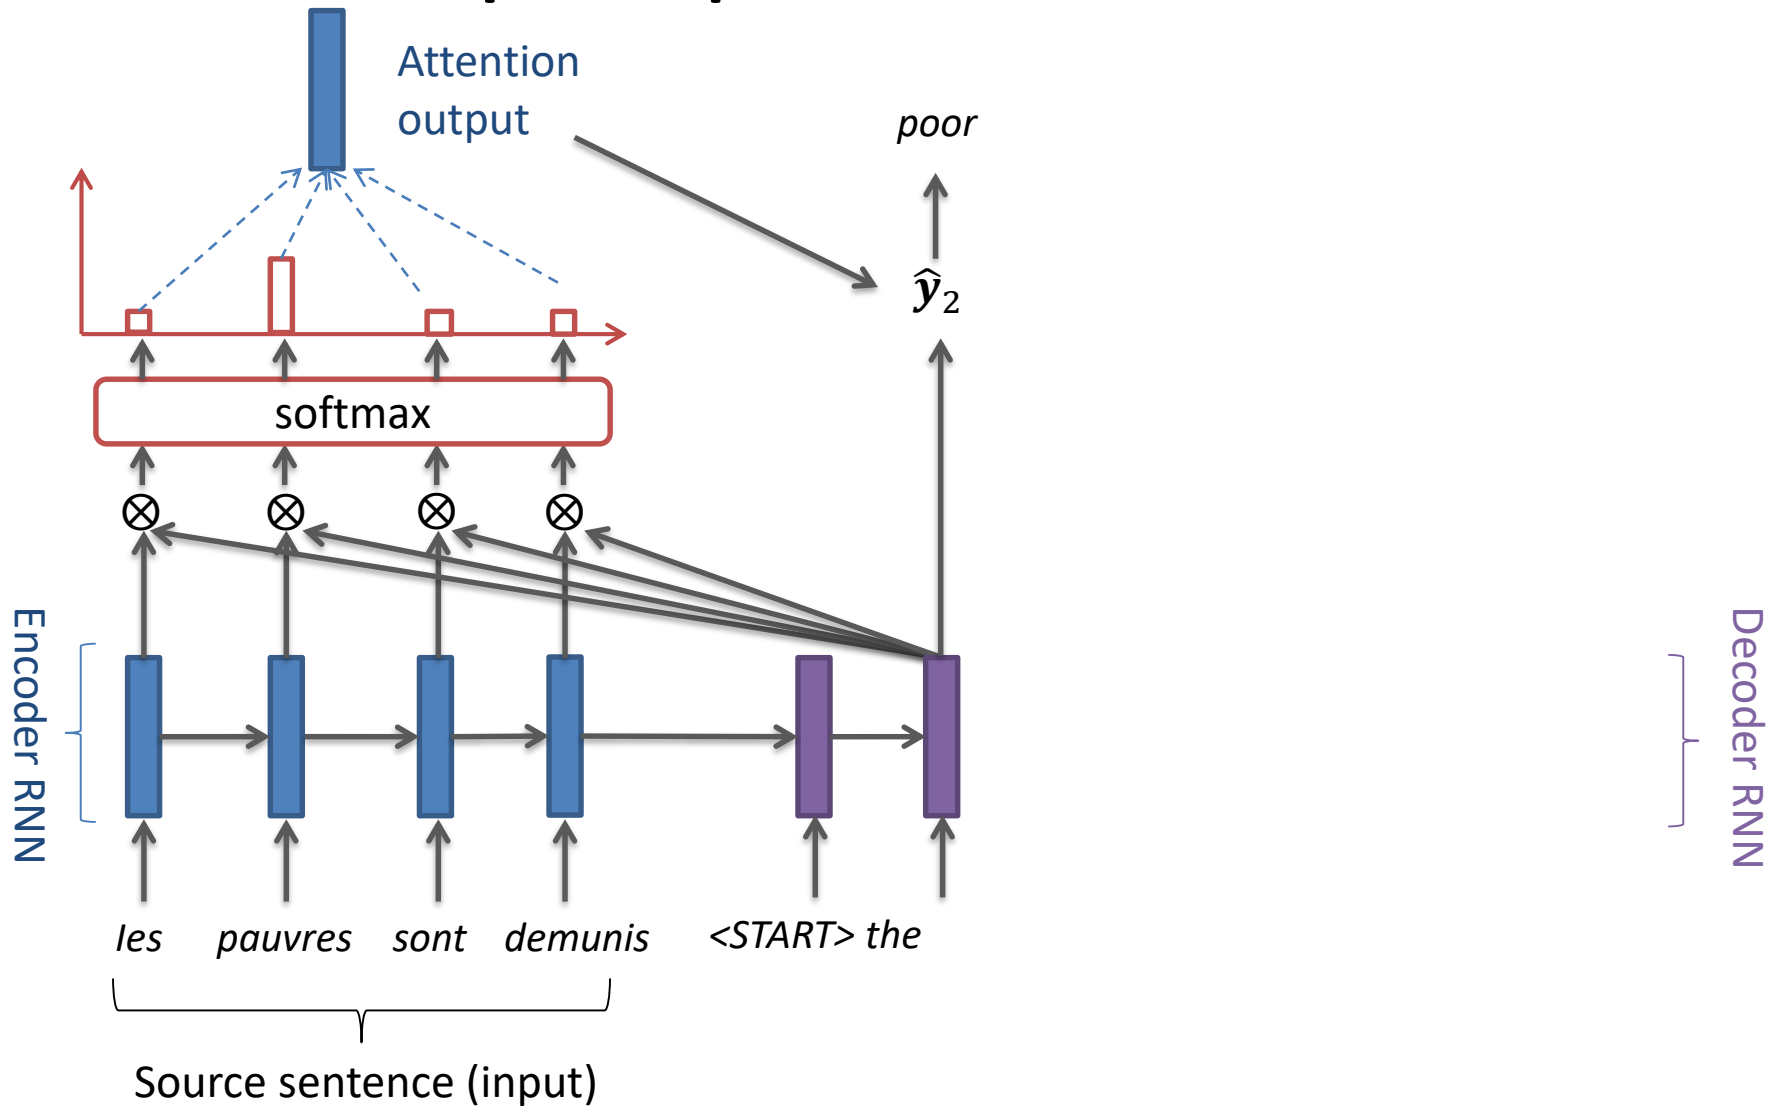 Attention
output
poor
ŷ₂
softmax
Encoder RNN
Decoder RNN
les pauvres sont demunis <START> the
Source sentence (input)